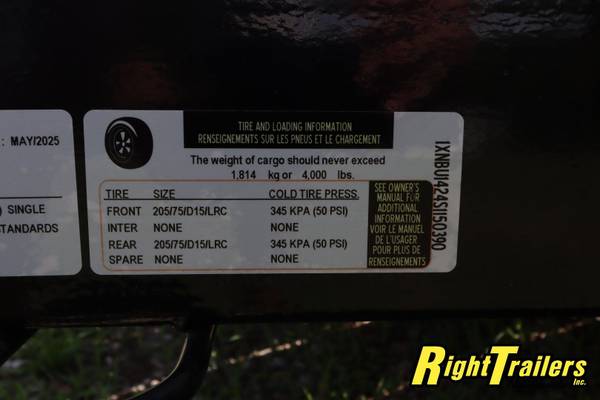 : MAY/2025
) SINGLE
STANDARDS
TIRE AND LOADING INFORMATION
RENSEIGNEMENTS SUR LES PNEUS ET LE CHARGEMENT
The weight of cargo should never exceed
1,814 kg or 4,000 lbs.
TIRE SIZE COLD TIRE PRESS.
FRONT 205/75/D15/LRC 345 KPA (50 PSI)
INTER NONE NONE
REAR 205/75/D15/LRC 345 KPA (50 PSI)
SPARE NONE NONE
SEE OWNER'S
MANUAL FOR
ADDITIONAL
INFORMATION
VOIR LE MANUEL
DE L'USAGER
POUR PLUS DE
RENSEIGNEMENTS
1XNBU1424S1150390
RIGHTTRAILERS
Inc.